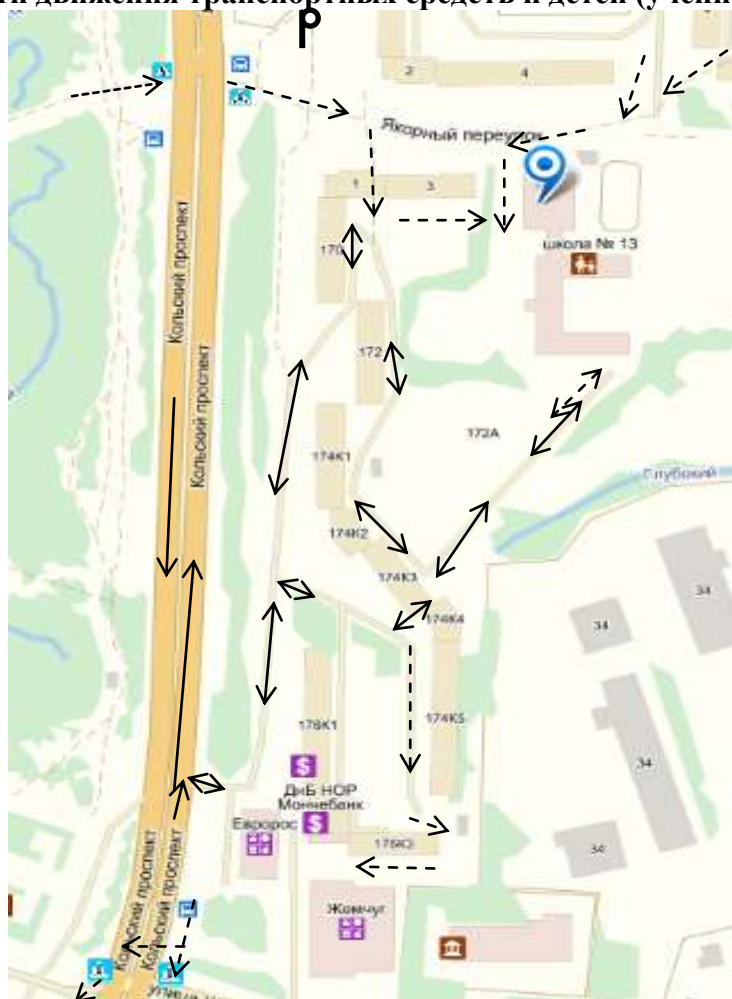 ти движения транспортных средств и детей (учени
Р
2
4
Якорный переулок
1
3
школа № 13
170
Кольский проспект
172
Кольский проспект
172А
174К1
Глубокий
174К2
174К3
34
174К4
34
176К1
174К5
34
ДнБ НОР
Мончебанк
Евророс
176К3
34
Кольский проспект
Кольский проспект
Жемчуг